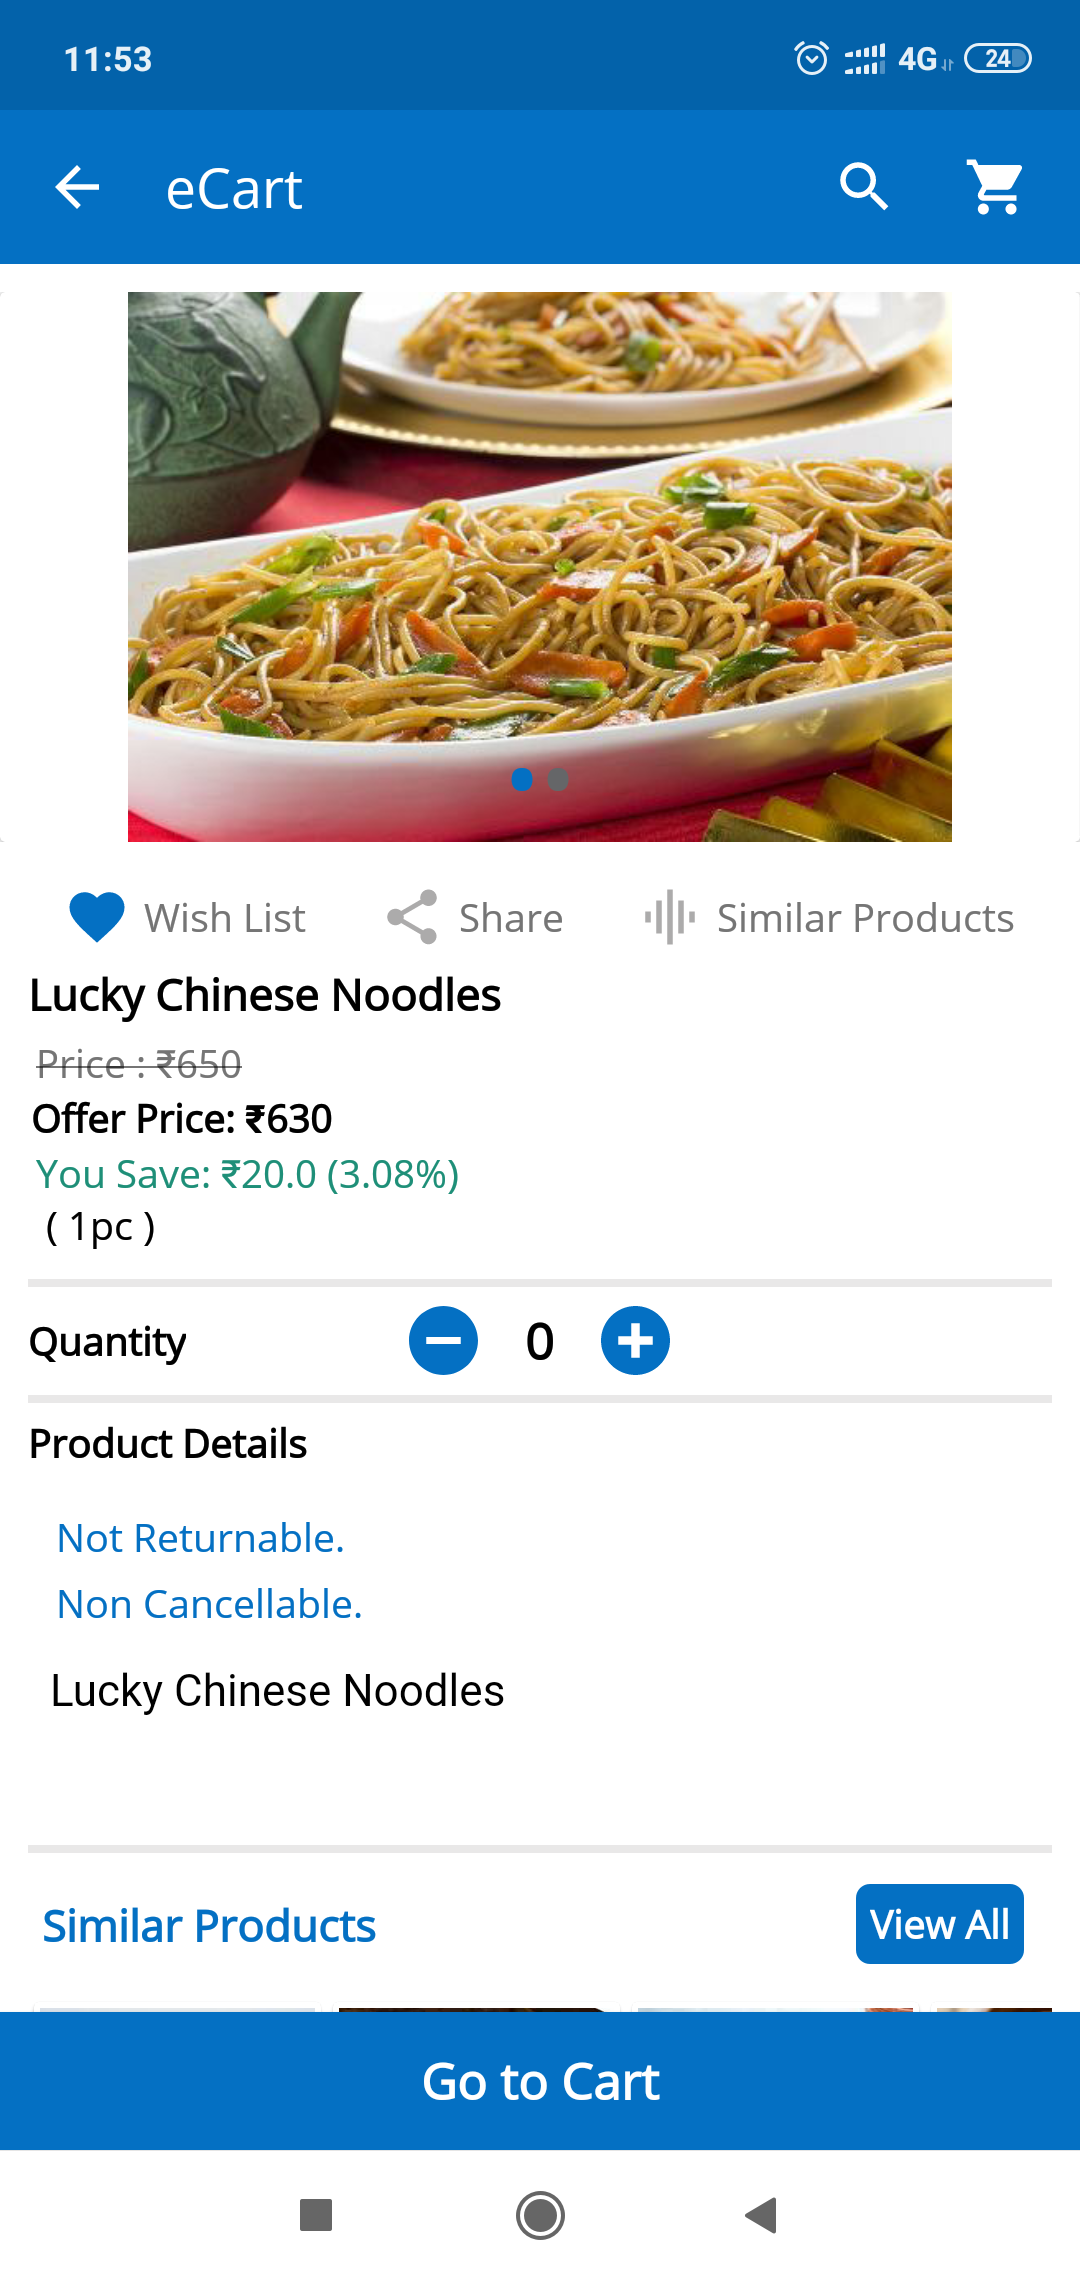 11:53 4G 24
eCart
Wish List Share Similar Products
Lucky Chinese Noodles
Price : ₹650
Offer Price: ₹630
You Save: ₹20.0 (3.08%)
( 1pc )
Quantity 0
Product Details
Not Returnable.
Non Cancellable.
Lucky Chinese Noodles
Similar Products View All
Go to Cart